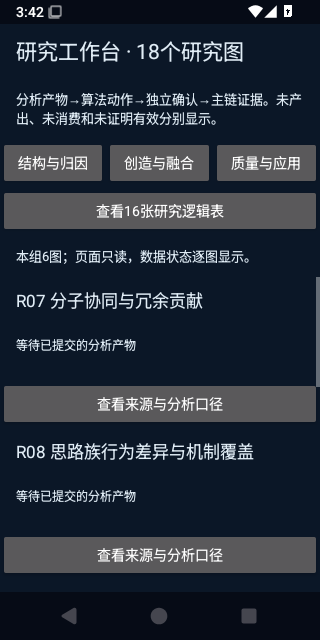 3:42
研究工作台 · 18个研究图
分析产物→算法动作→独立确认→主链证据。未产
出、未消费和未证明有效分别显示。
结构与归因
创造与融合
质量与应用
查看16张研究逻辑表
本组6图；页面只读，数据状态逐图显示。
R07 分子协同与冗余贡献
等待已提交的分析产物
查看来源与分析口径
R08 思路族行为差异与机制覆盖
等待已提交的分析产物
查看来源与分析口径